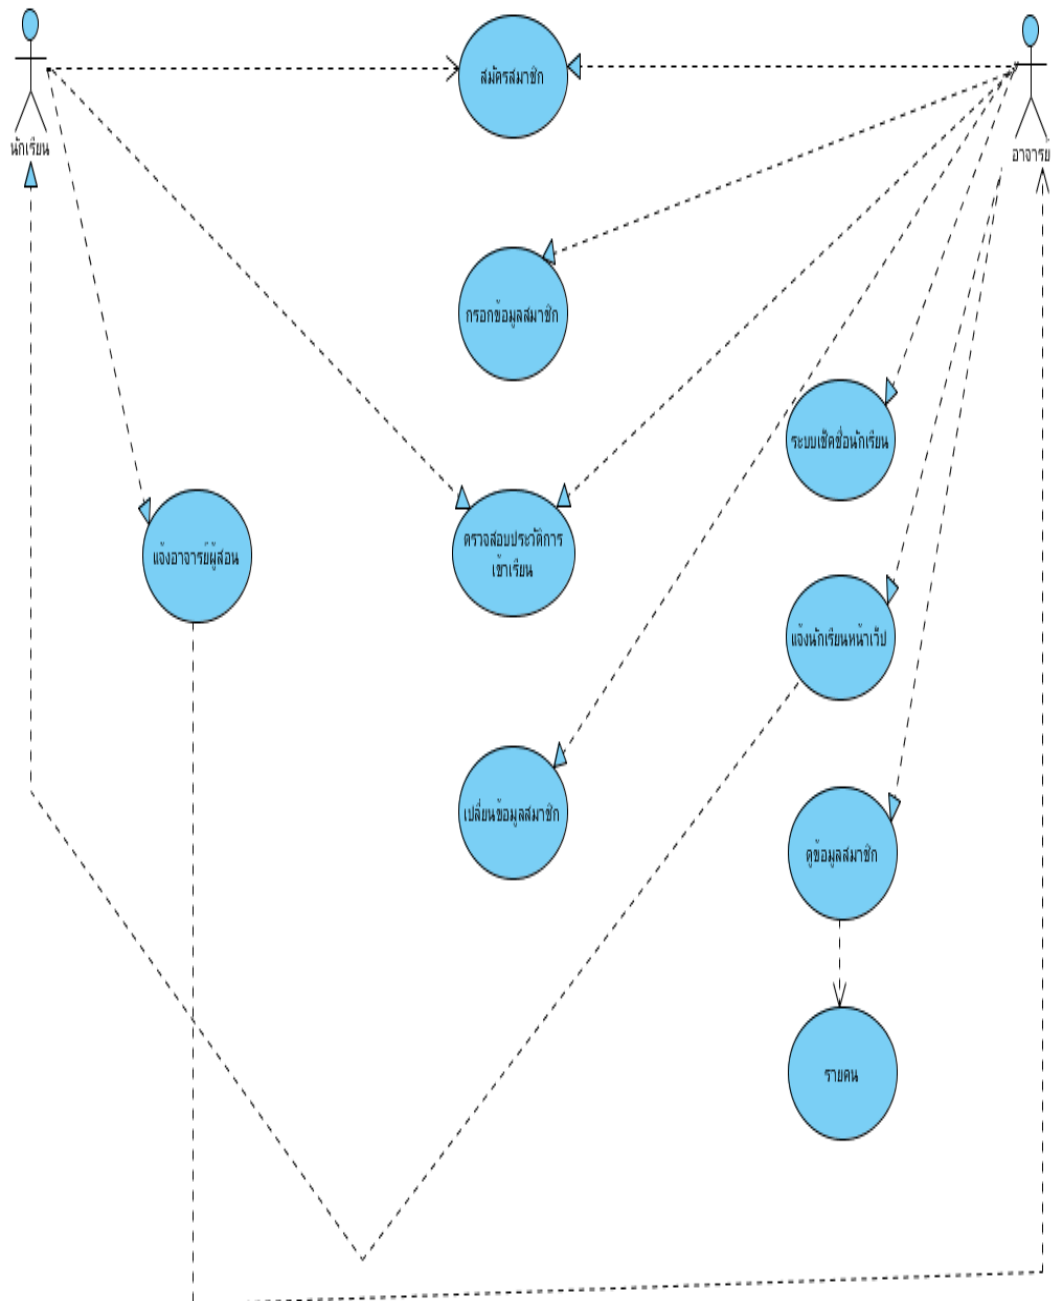 สมัครสมาชิก
นักเรียน
อาจารย์
กรอกข้อมูลสมาชิก
ระบบเช็คชื่อนักเรียน
แจ้งอาจารย์ผู้สอน
ตรวจสอบประวัติการ
เข้าเรียน
แจ้งนักเรียนหน้าเว็ป
เปลี่ยนข้อมูลสมาชิก
ดูข้อมูลสมาชิก
รายคน